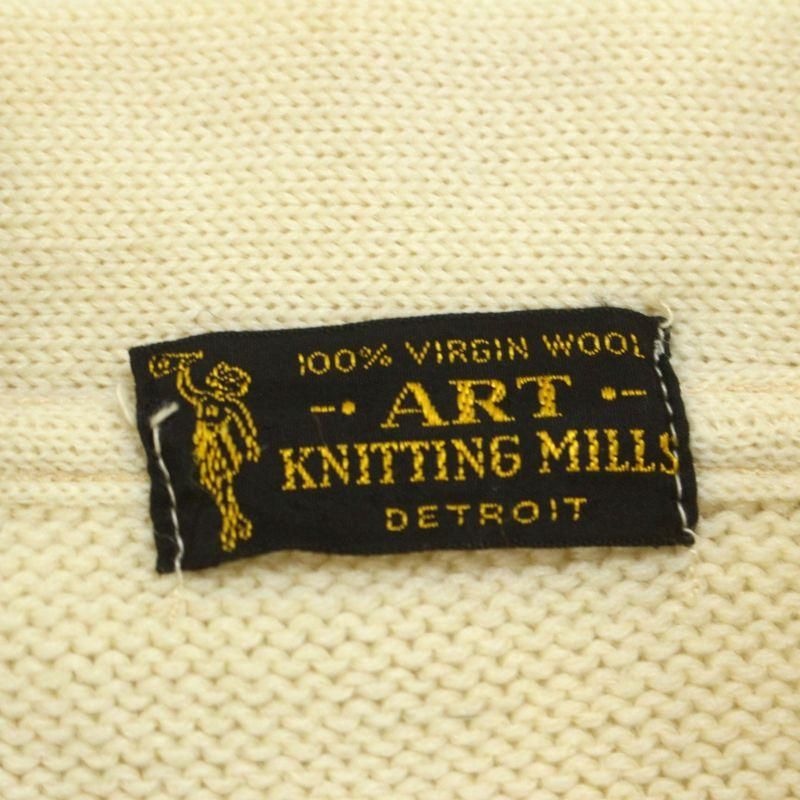 100% VIRGIN WOOL
-· ART ·-
KNITTING MILLS
DETROIT